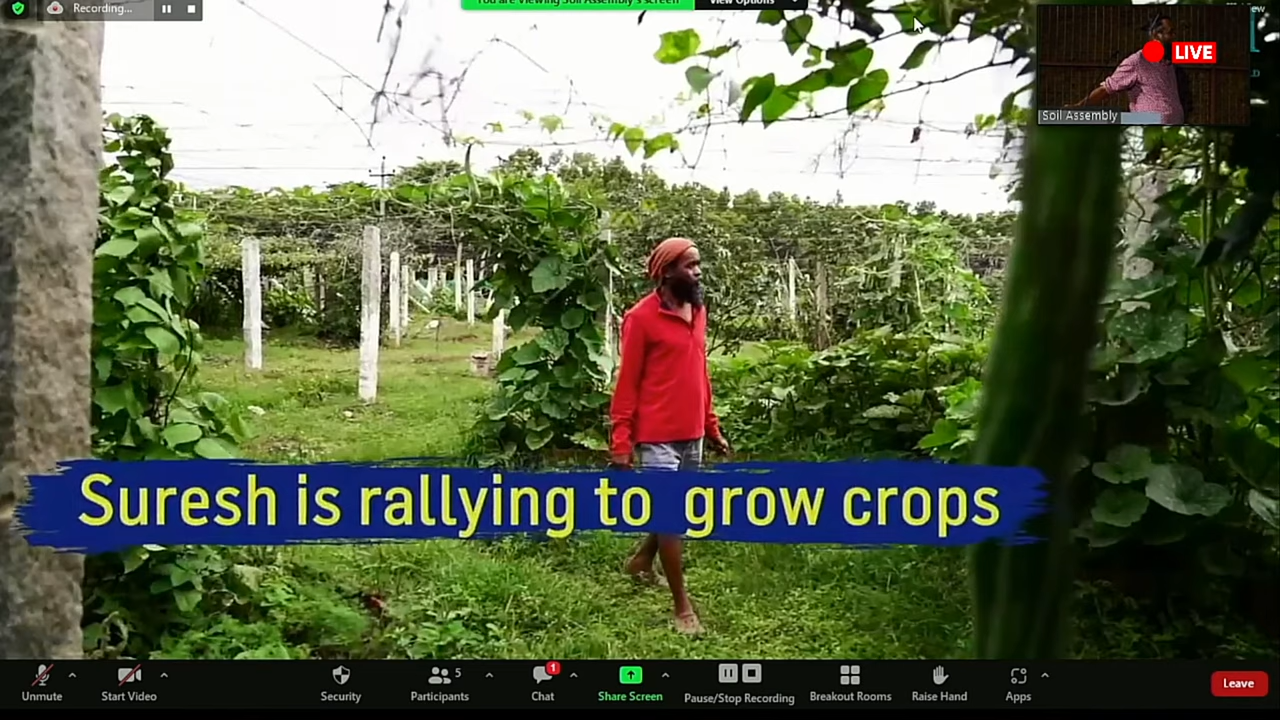 Recording...
You are viewing Soil Assembly's screen
View Options
View
LIVE
Soil Assembly
Suresh is rallying to grow crops
Unmute
Start Video
Security
5
Participants
1
Chat
Share Screen
Pause/Stop Recording
Breakout Rooms
Raise Hand
Apps
Leave